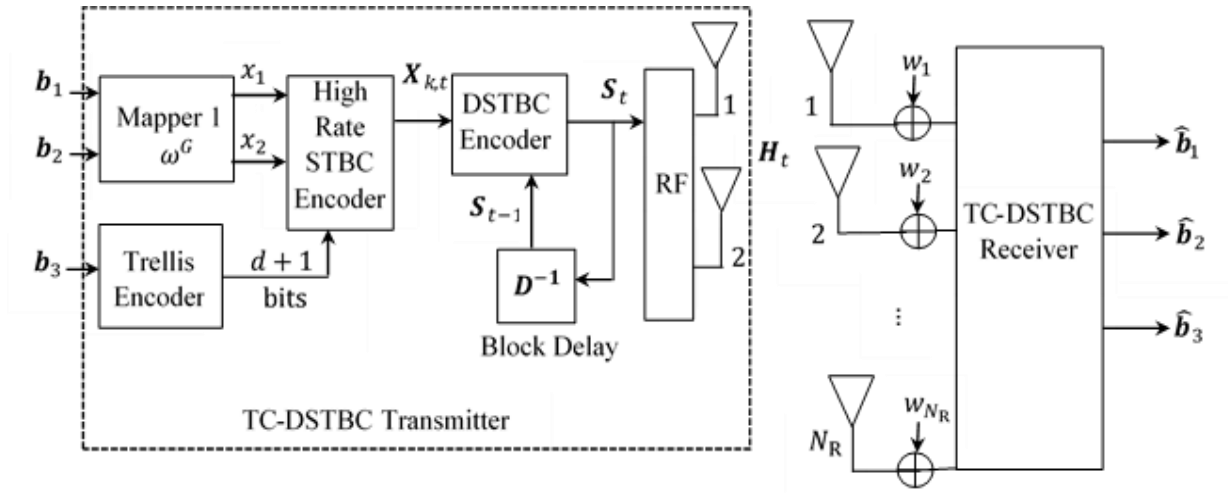 b₁
b₂
b₃
Mapper 1
ω^G
x₁
x₂
Trellis
Encoder
d + 1
bits
High
Rate
STBC
Encoder
X_{k,t}
DSTBC
Encoder
S_t
S_{t−1}
D⁻¹
Block Delay
RF
1
2
TC-DSTBC Transmitter
H_t
1
w₁
2
w₂
...
N_R
w_{N_R}
TC-DSTBC
Receiver
b̂₁
b̂₂
b̂₃